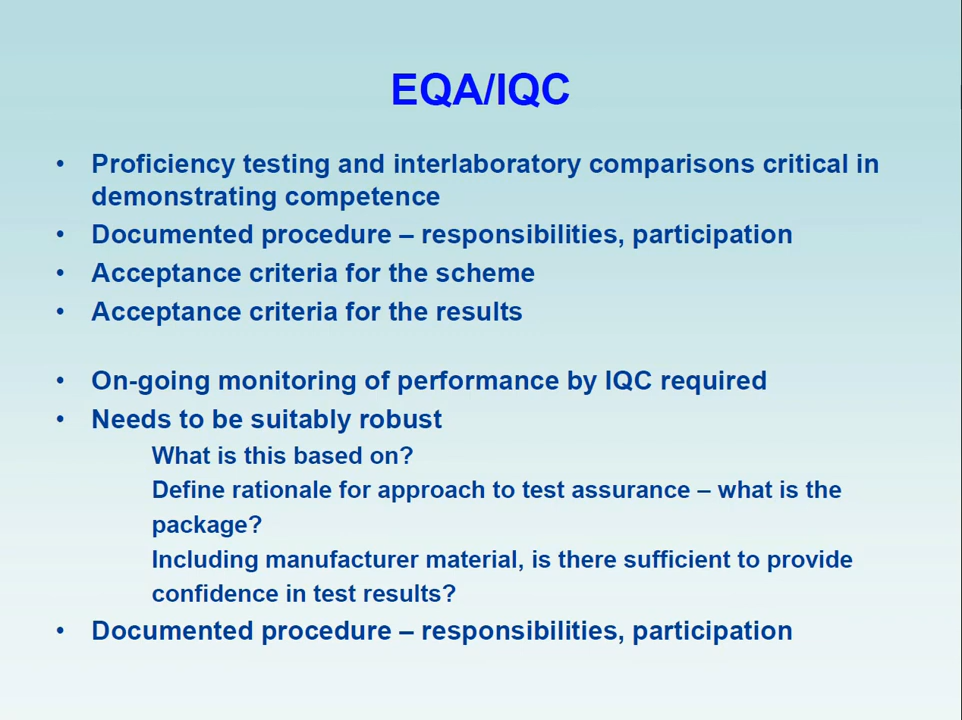 EQA/IQC
• Proficiency testing and interlaboratory comparisons critical in
demonstrating competence
• Documented procedure – responsibilities, participation
• Acceptance criteria for the scheme
• Acceptance criteria for the results
• On-going monitoring of performance by IQC required
• Needs to be suitably robust
What is this based on?
Define rationale for approach to test assurance – what is the
package?
Including manufacturer material, is there sufficient to provide
confidence in test results?
• Documented procedure – responsibilities, participation